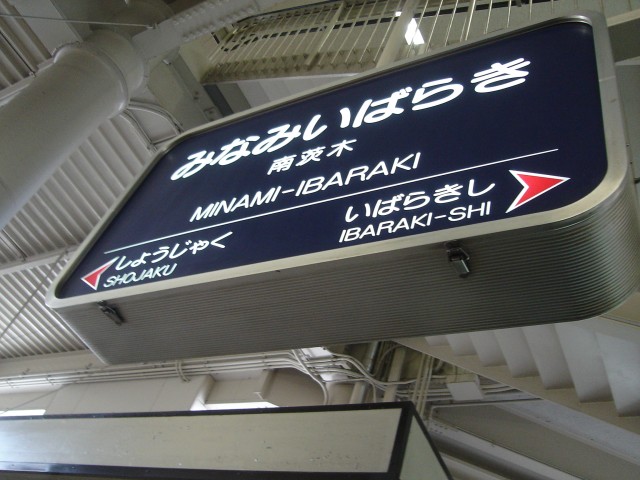 みなみいばらき
南茨木
MINAMI-IBARAKI
しょうじゃく
SHOJAKU
いばらきし
IBARAKI-SHI